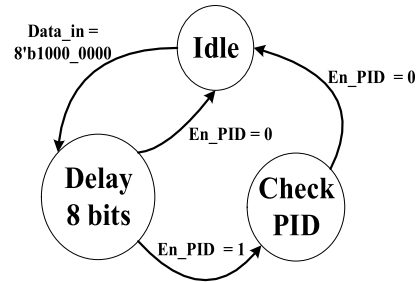 Data_in =
8'b1000_0000
Idle
En_PID = 0
En_PID = 0
Delay
8 bits
Check
PID
En_PID = 1